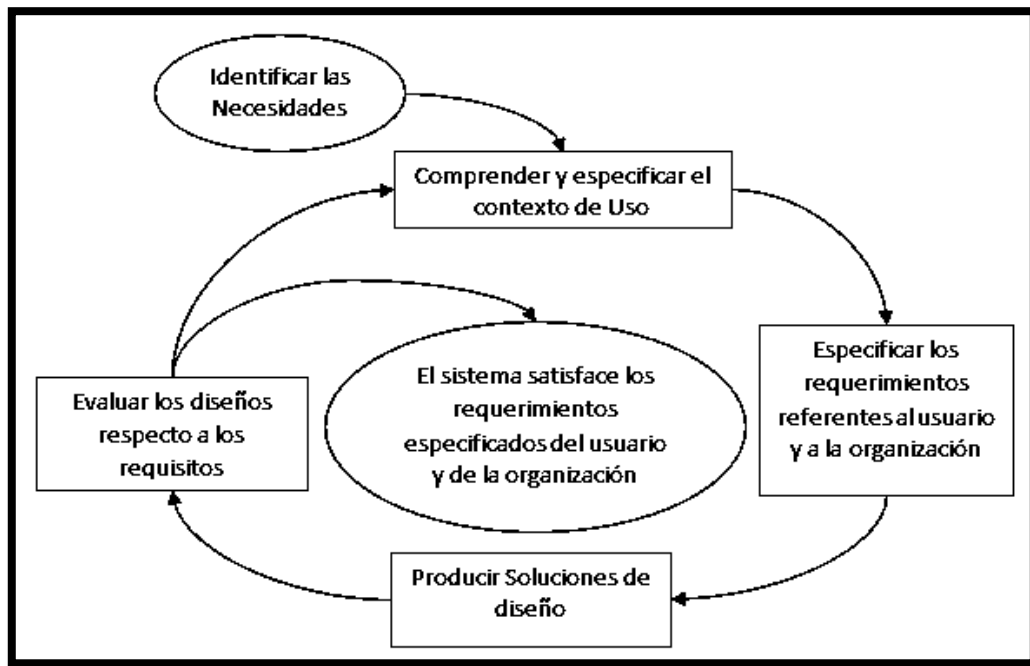 Identificar las
Necesidades
Comprender y especificar el
contexto de Uso
Especificar los
requerimientos
referentes al usuario
y a la organización
El sistema satisface los
requerimientos
especificados del usuario
y de la organización
Evaluar los diseños
respecto a los
requisitos
Producir Soluciones de
diseño